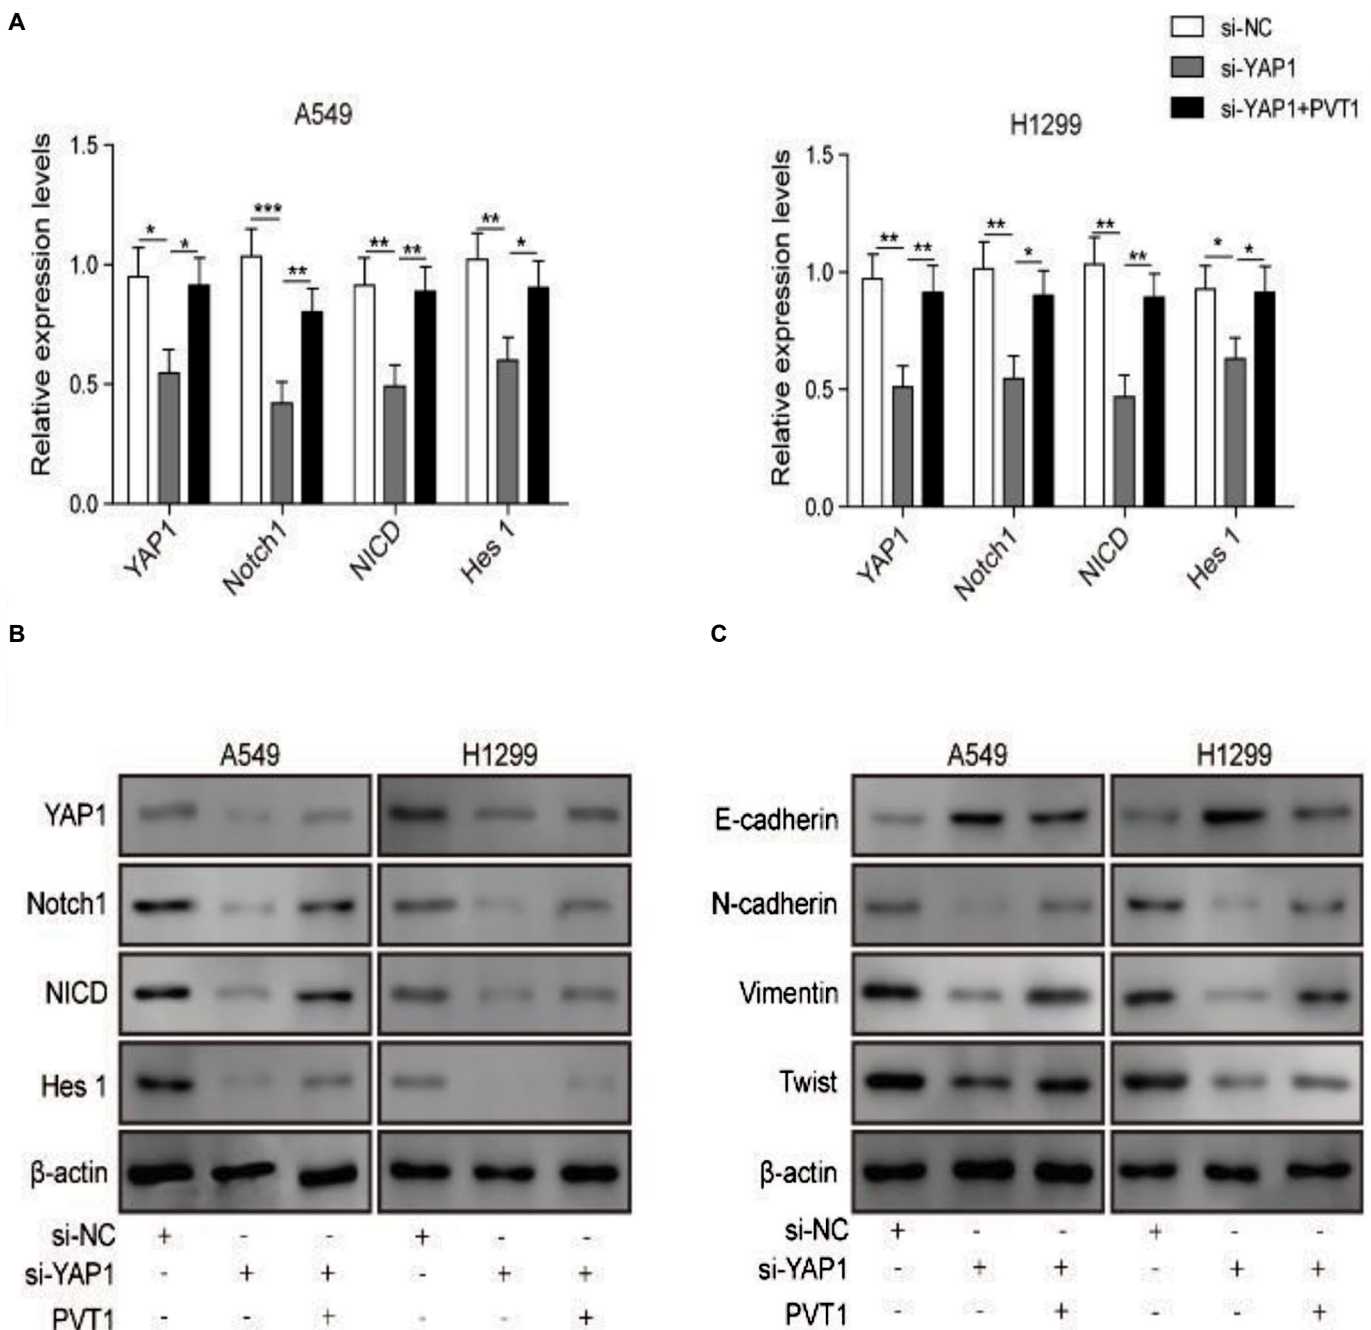 A
si-NC
si-YAP1
si-YAP1+PVT1
A549
Relative expression levels
1.5
1.0
0.5
0.0
* * *** ** ** ** ** *
YAP1 Notch1 NICD Hes 1
H1299
Relative expression levels
1.5
1.0
0.5
0.0
** ** ** * ** ** * *
YAP1 Notch1 NICD Hes 1
B
A549 H1299
YAP1
Notch1
NICD
Hes 1
β-actin
si-NC + - - + - -
si-YAP1 - + + - + +
PVT1 - - + - - +
C
A549 H1299
E-cadherin
N-cadherin
Vimentin
Twist
β-actin
si-NC + - - + - -
si-YAP1 - + + - + +
PVT1 - - + - - +